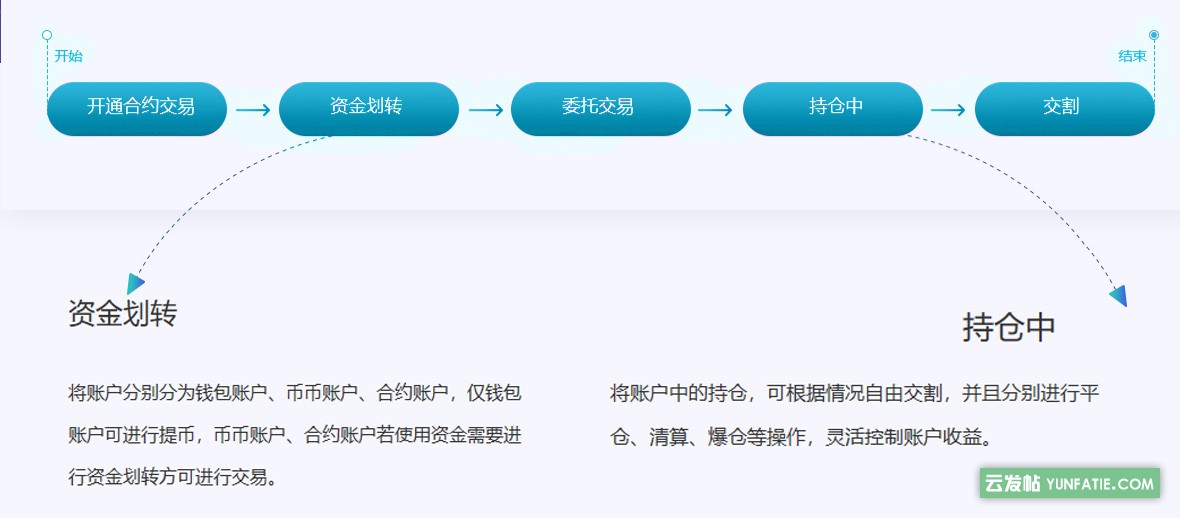 开始
结束
开通合约交易
资金划转
委托交易
持仓中
交割
资金划转
将账户分别分为钱包账户、币币账户、合约账户，仅钱包
账户可进行提币，币币账户、合约账户若使用资金需要进
行资金划转方可进行交易。
持仓中
将账户中的持仓，可根据情况自由交割，并且分别进行平
仓、清算、爆仓等操作，灵活控制账户收益。
云发帖 YUNFATIE.COM